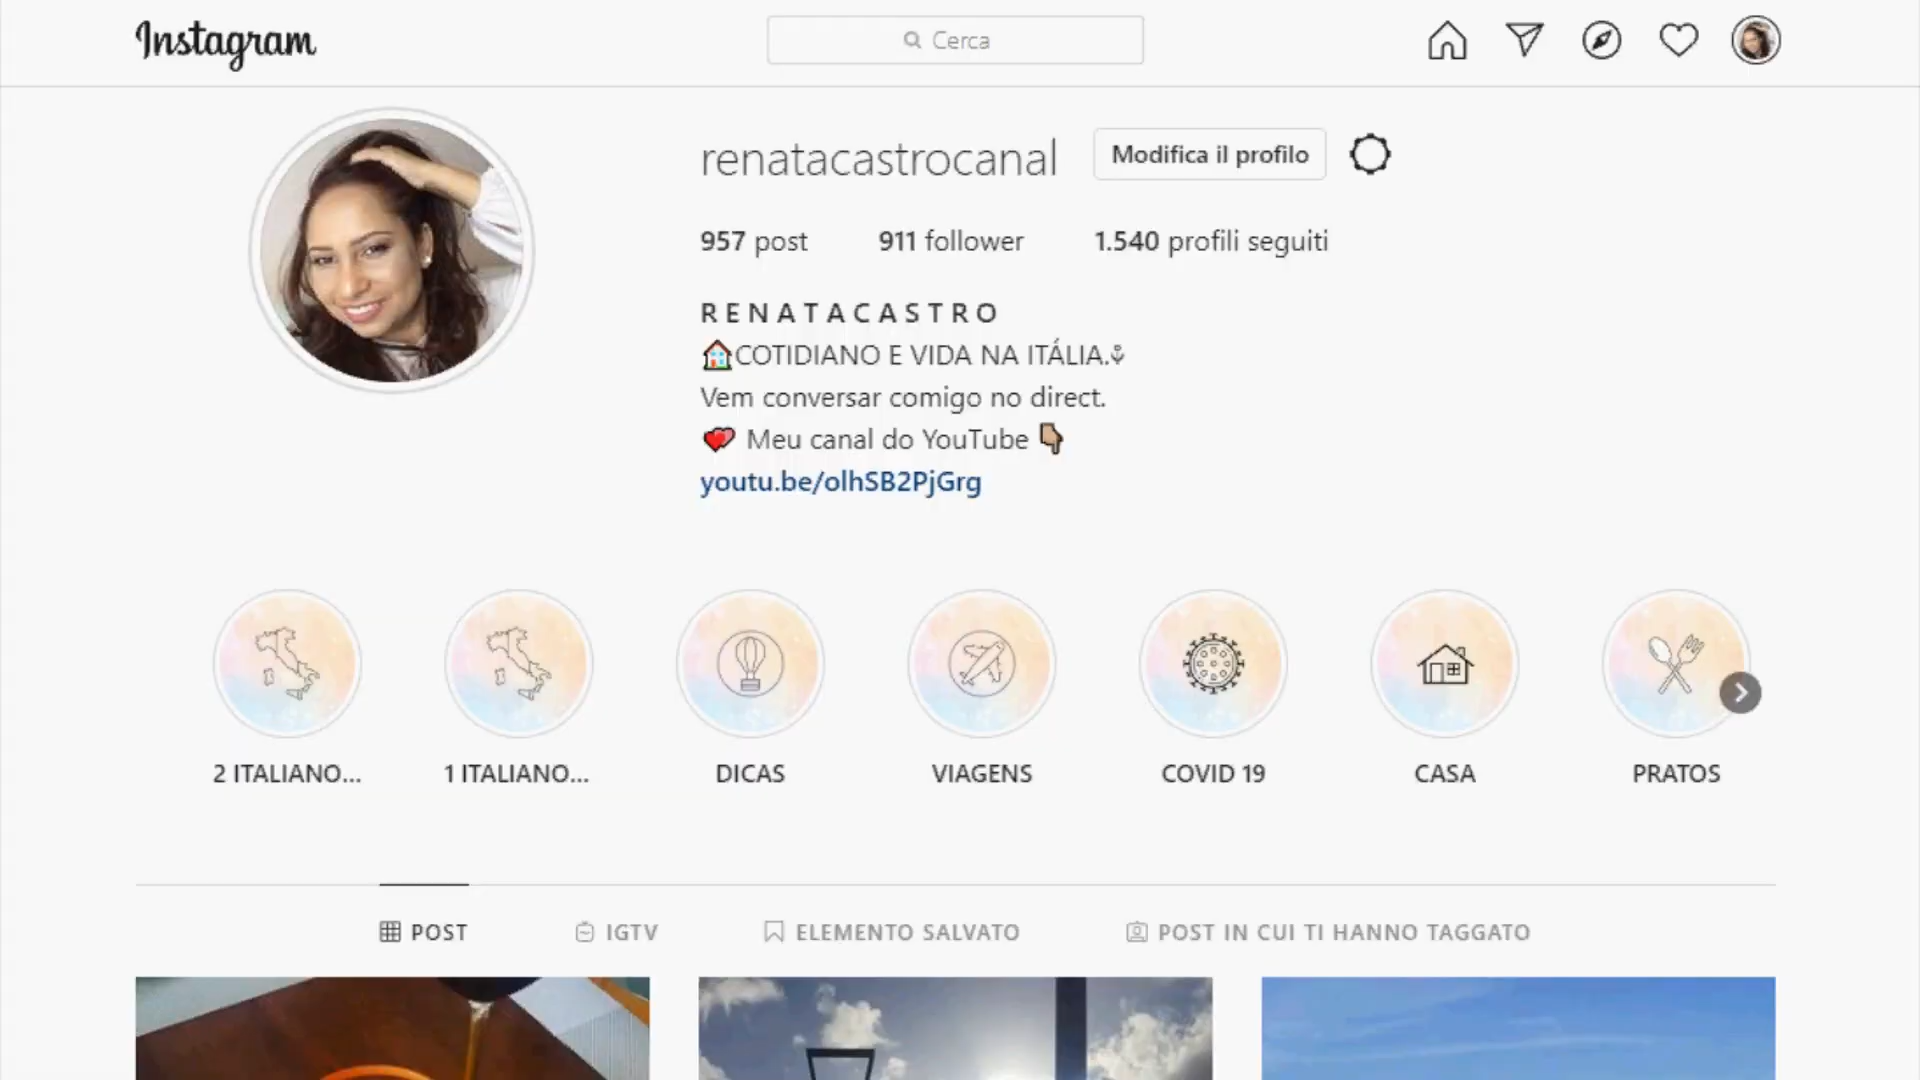 Instagram
Cerca
renatacastrocanal
Modifica il profilo
957 post 911 follower 1.540 profili seguiti
R E N A T A C A S T R O
🏠COTIDIANO E VIDA NA ITÁLIA.⚘
Vem conversar comigo no direct.
💕 Meu canal do YouTube 👇🏽
youtu.be/olhSB2PjGrg
2 ITALIANO... 1 ITALIANO... DICAS VIAGENS COVID 19 CASA PRATOS
POST IGTV ELEMENTO SALVATO POST IN CUI TI HANNO TAGGATO